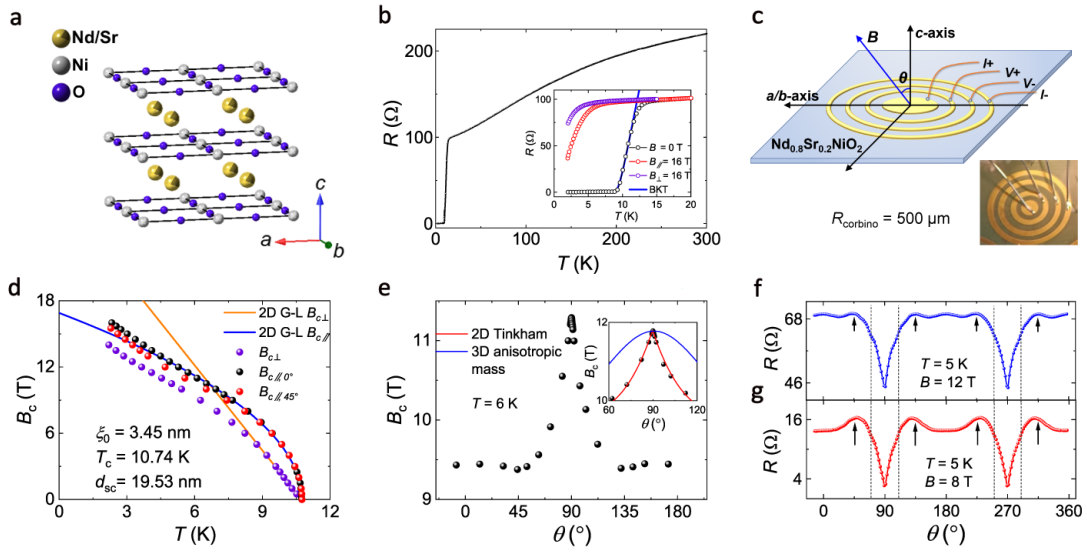 a
Nd/Sr
Ni
O
c
a
b
b
R (Ω)
200
100
0
0
100
200
300
T (K)
R (Ω)
100
50
0
0
5
10
15
20
T (K)
B = 0 T
B∥ = 16 T
B⊥ = 16 T
BKT
c
B
c-axis
θ
I+
V+
V-
I-
a/b-axis
Nd0.8Sr0.2NiO2
Rcorbino = 500 μm
d
Bc (T)
18
12
6
0
0
3
6
9
12
T (K)
2D G-L Bc⊥
2D G-L Bc∥
Bc⊥
Bc∥0°
Bc∥45°
ξ0 = 3.45 nm
Tc = 10.74 K
dsc = 19.53 nm
e
Bc (T)
11
10
9
0
45
90
135
180
θ (°)
2D Tinkham
3D anisotropic
mass
T = 6 K
Bc (T)
12
10
60
90
120
θ (°)
f
R (Ω)
68
46
T = 5 K
B = 12 T
g
R (Ω)
16
4
T = 5 K
B = 8 T
0
90
180
270
360
θ (°)